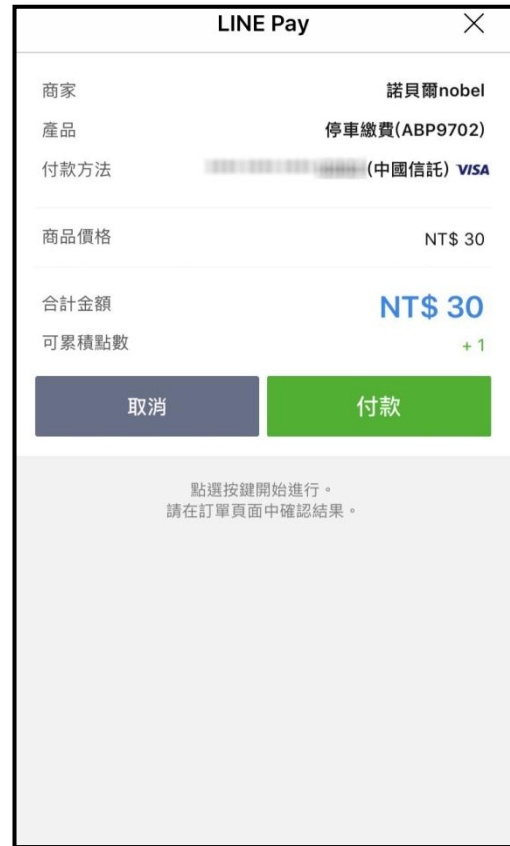 LINE Pay
商家 諾貝爾nobel
產品 停車繳費(ABP9702)
付款方法 (中國信託) VISA
商品價格 NT$ 30
合計金額 NT$ 30
可累積點數 + 1
取消 付款
點選按鍵開始進行。
請在訂單頁面中確認結果。